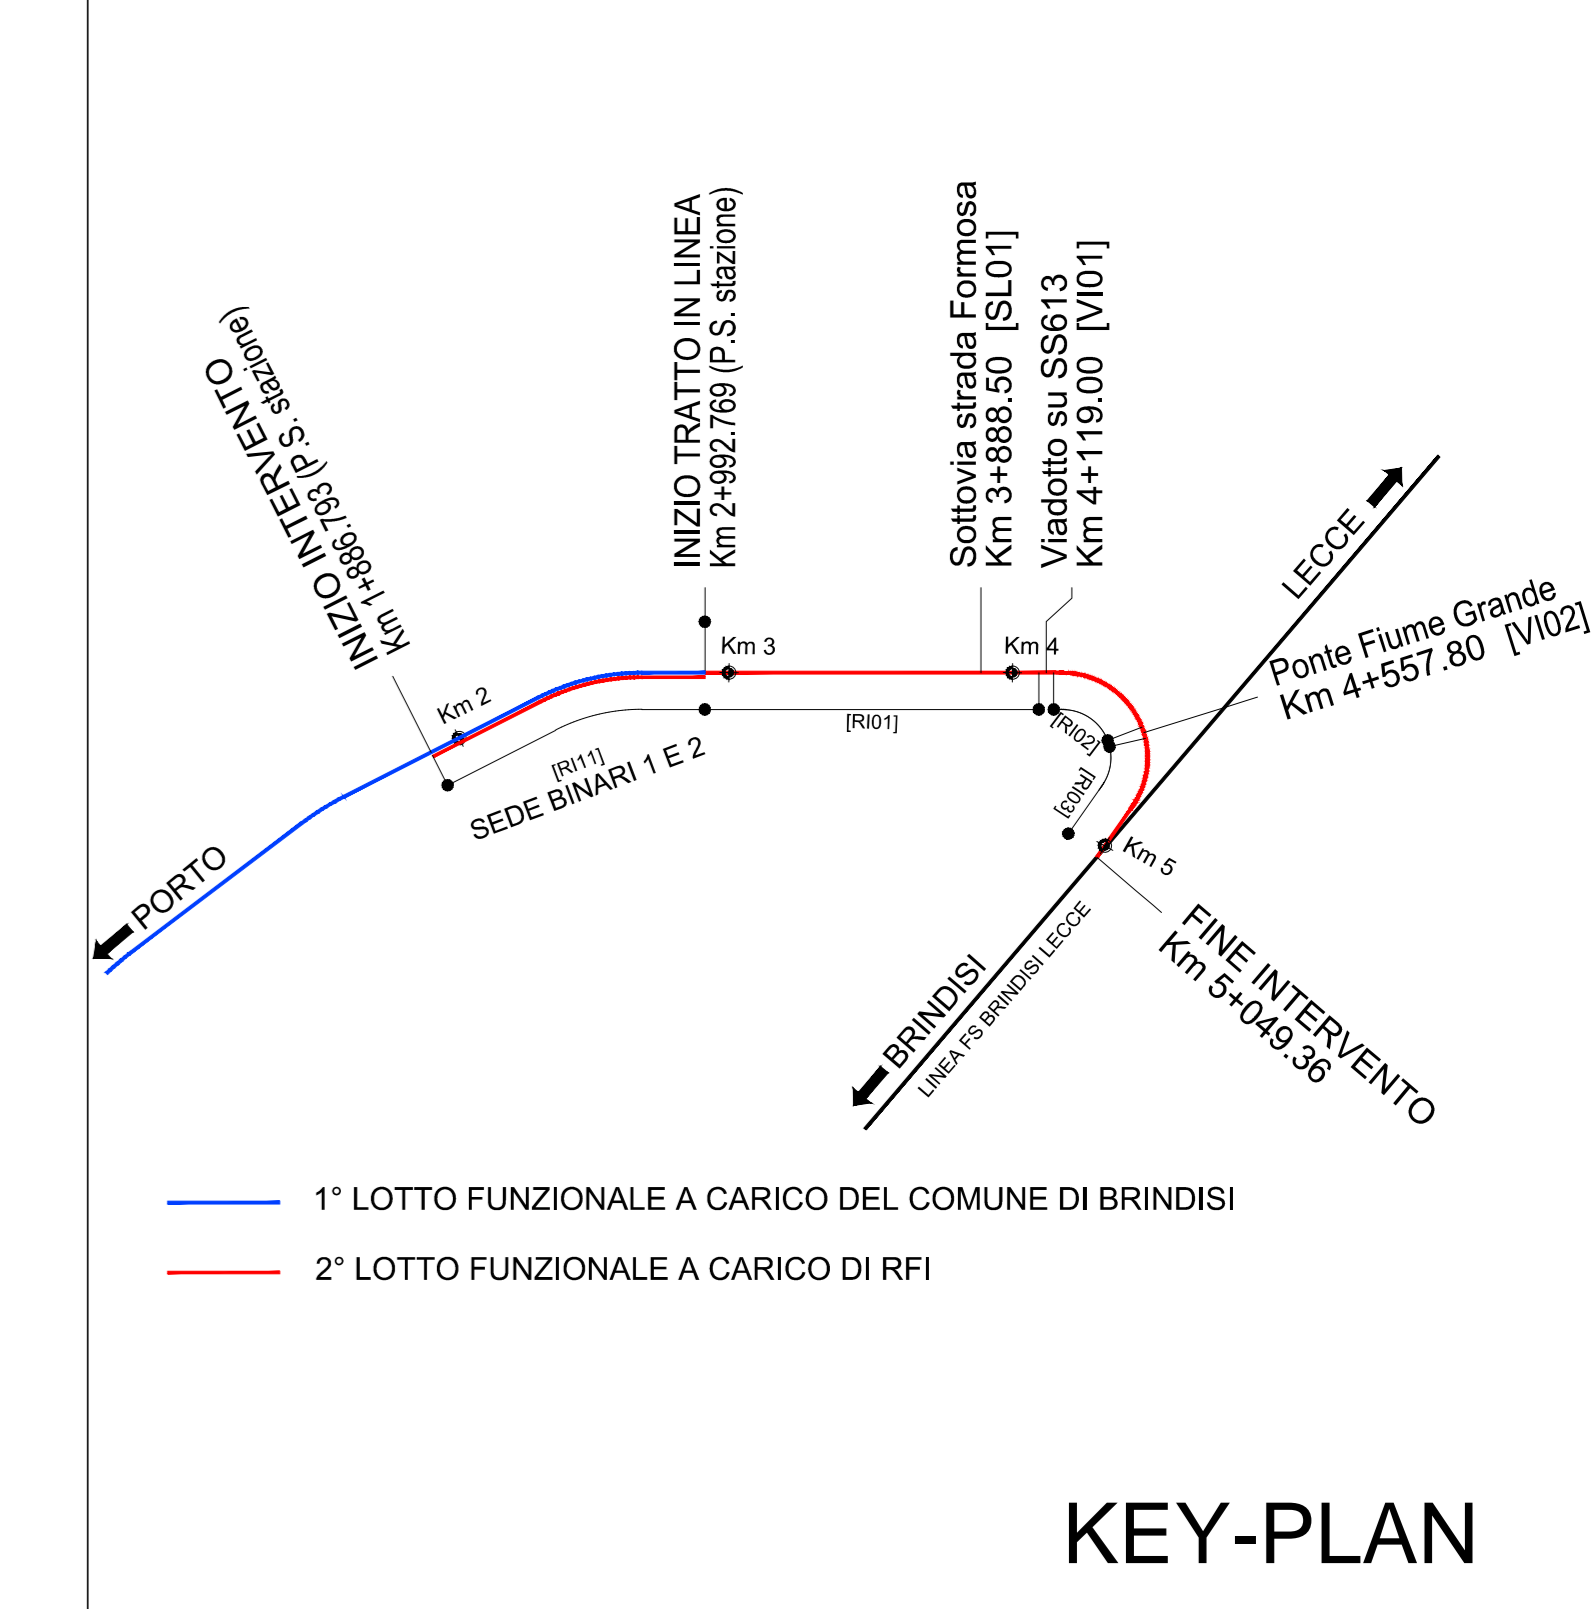 INIZIO INTERVENTO
Km 1+886.793 (P.S. stazione)
INIZIO TRATTO IN LINEA
Km 2+992.769 (P.S. stazione)
Sottovia strada Formosa
Km 3+888.50 [SL01]
Viadotto su SS613
Km 4+119.00 [VI01]
LECCE
Ponte Fiume Grande
Km 4+557.80 [VI02]
Km 2
Km 3
Km 4
[RI11]
SEDE BINARI 1 E 2
[RI01]
[RI02]
[RI03]
Km 5
PORTO
BRINDISI
LINEA FS BRINDISI LECCE
FINE INTERVENTO
Km 5+049.36
1° LOTTO FUNZIONALE A CARICO DEL COMUNE DI BRINDISI
2° LOTTO FUNZIONALE A CARICO DI RFI
KEY-PLAN